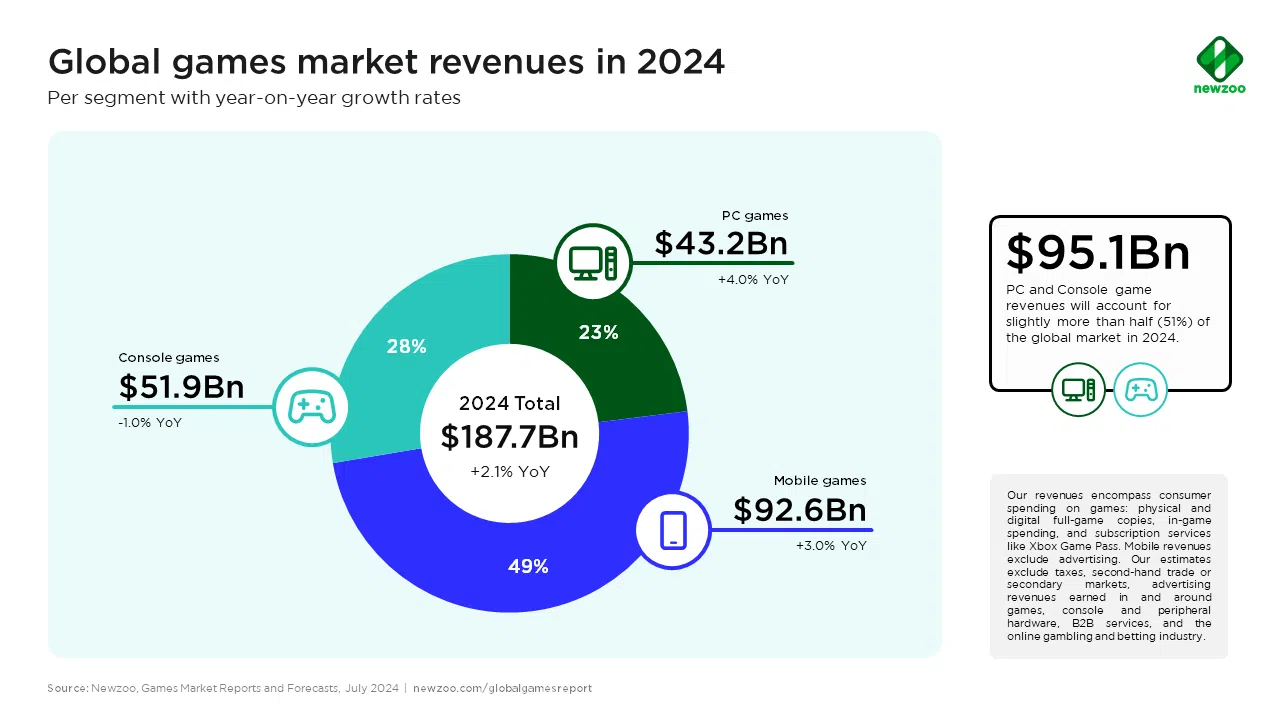 Global games market revenues in 2024
Per segment with year-on-year growth rates
newzoo
PC games
$43.2Bn
+4.0% YoY
23%
28%
Console games
$51.9Bn
-1.0% YoY
2024 Total
$187.7Bn
+2.1% YoY
Mobile games
$92.6Bn
+3.0% YoY
49%
$95.1Bn
PC and Console game
revenues will account for
slightly more than half (51%) of
the global market in 2024.
Our revenues encompass consumer
spending on games: physical and
digital full-game copies, in-game
spending, and subscription services
like Xbox Game Pass. Mobile revenues
exclude advertising. Our estimates
exclude taxes, second-hand trade or
secondary markets, advertising
revenues earned in and around
games, console and peripheral
hardware, B2B services, and the
online gambling and betting industry.
Source: Newzoo, Games Market Reports and Forecasts, July 2024 | newzoo.com/globalgamesreport